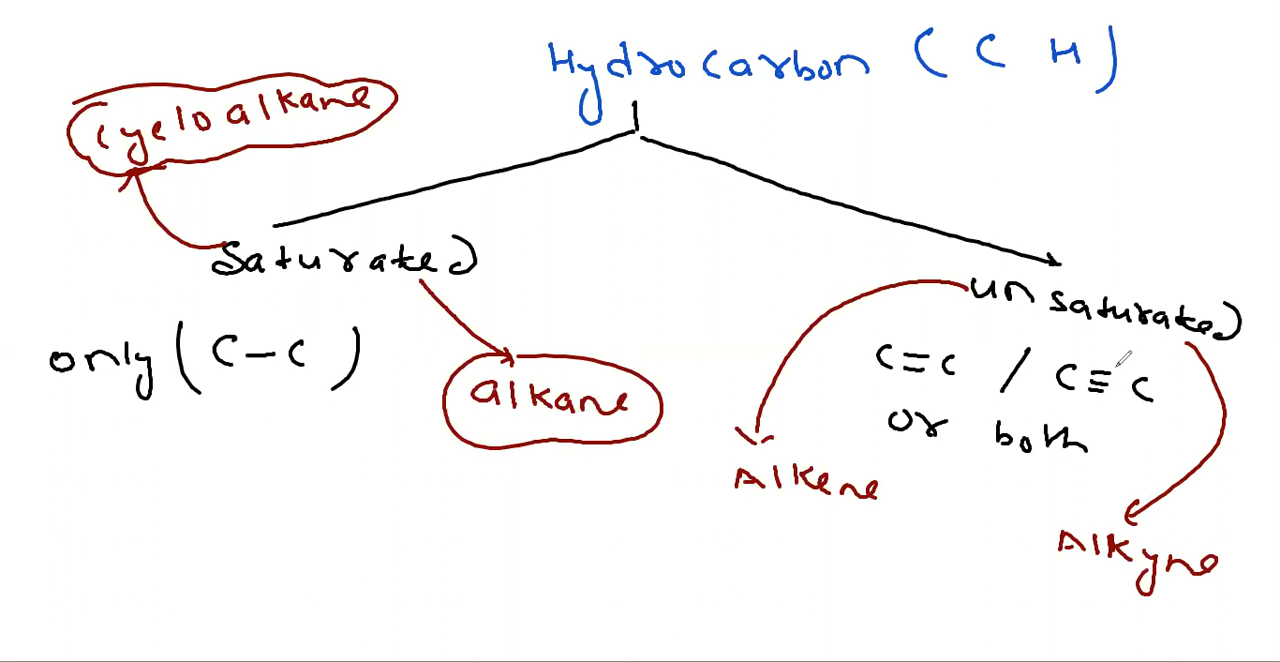 Hydrocarbon ( C H )
cycloalkane
Saturated
unsaturated
only ( C - C )
C=C / C≡C
alkane
or both
Alkene
Alkyne